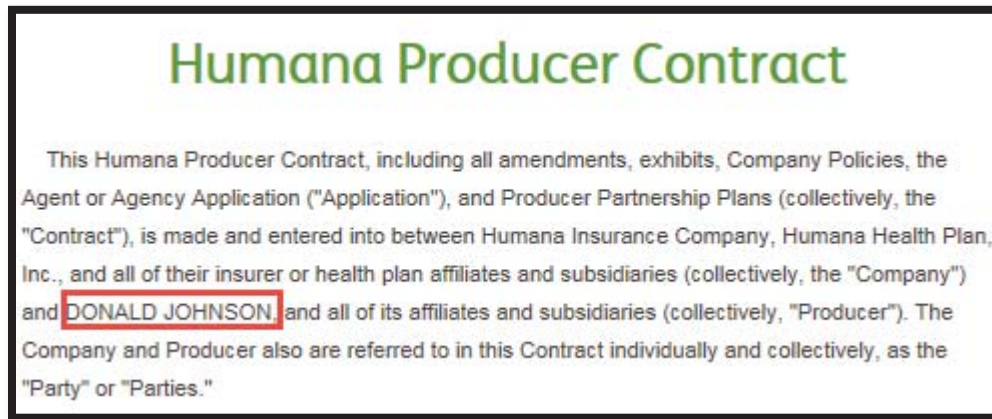 Humana Producer Contract
This Humana Producer Contract, including all amendments, exhibits, Company Policies, the
Agent or Agency Application ("Application"), and Producer Partnership Plans (collectively, the
"Contract"), is made and entered into between Humana Insurance Company, Humana Health Plan,
Inc., and all of their insurer or health plan affiliates and subsidiaries (collectively, the "Company")
and DONALD JOHNSON, and all of its affiliates and subsidiaries (collectively, "Producer"). The
Company and Producer also are referred to in this Contract individually and collectively, as the
"Party" or "Parties."